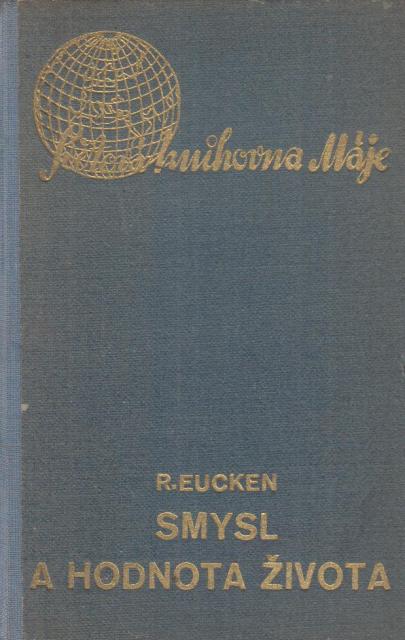 Světová knihovna Máje
R. EUCKEN
SMYSL
A HODNOTA ŽIVOTA